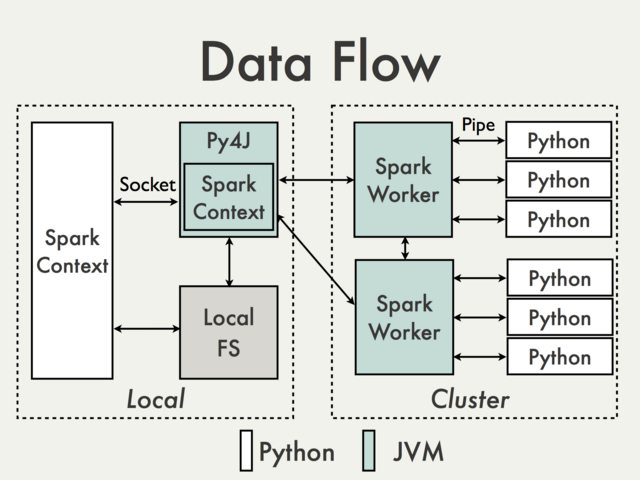 Data Flow
Spark
Context
Socket
Py4J
Spark
Context
Local
FS
Local
Spark
Worker
Pipe
Python
Python
Python
Spark
Worker
Python
Python
Python
Cluster
Python
JVM